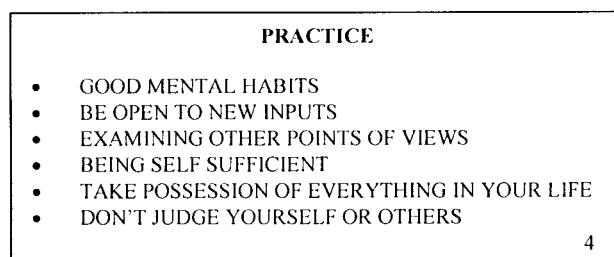 PRACTICE
• GOOD MENTAL HABITS
• BE OPEN TO NEW INPUTS
• EXAMINING OTHER POINTS OF VIEWS
• BEING SELF SUFFICIENT
• TAKE POSSESSION OF EVERYTHING IN YOUR LIFE
• DON'T JUDGE YOURSELF OR OTHERS
4